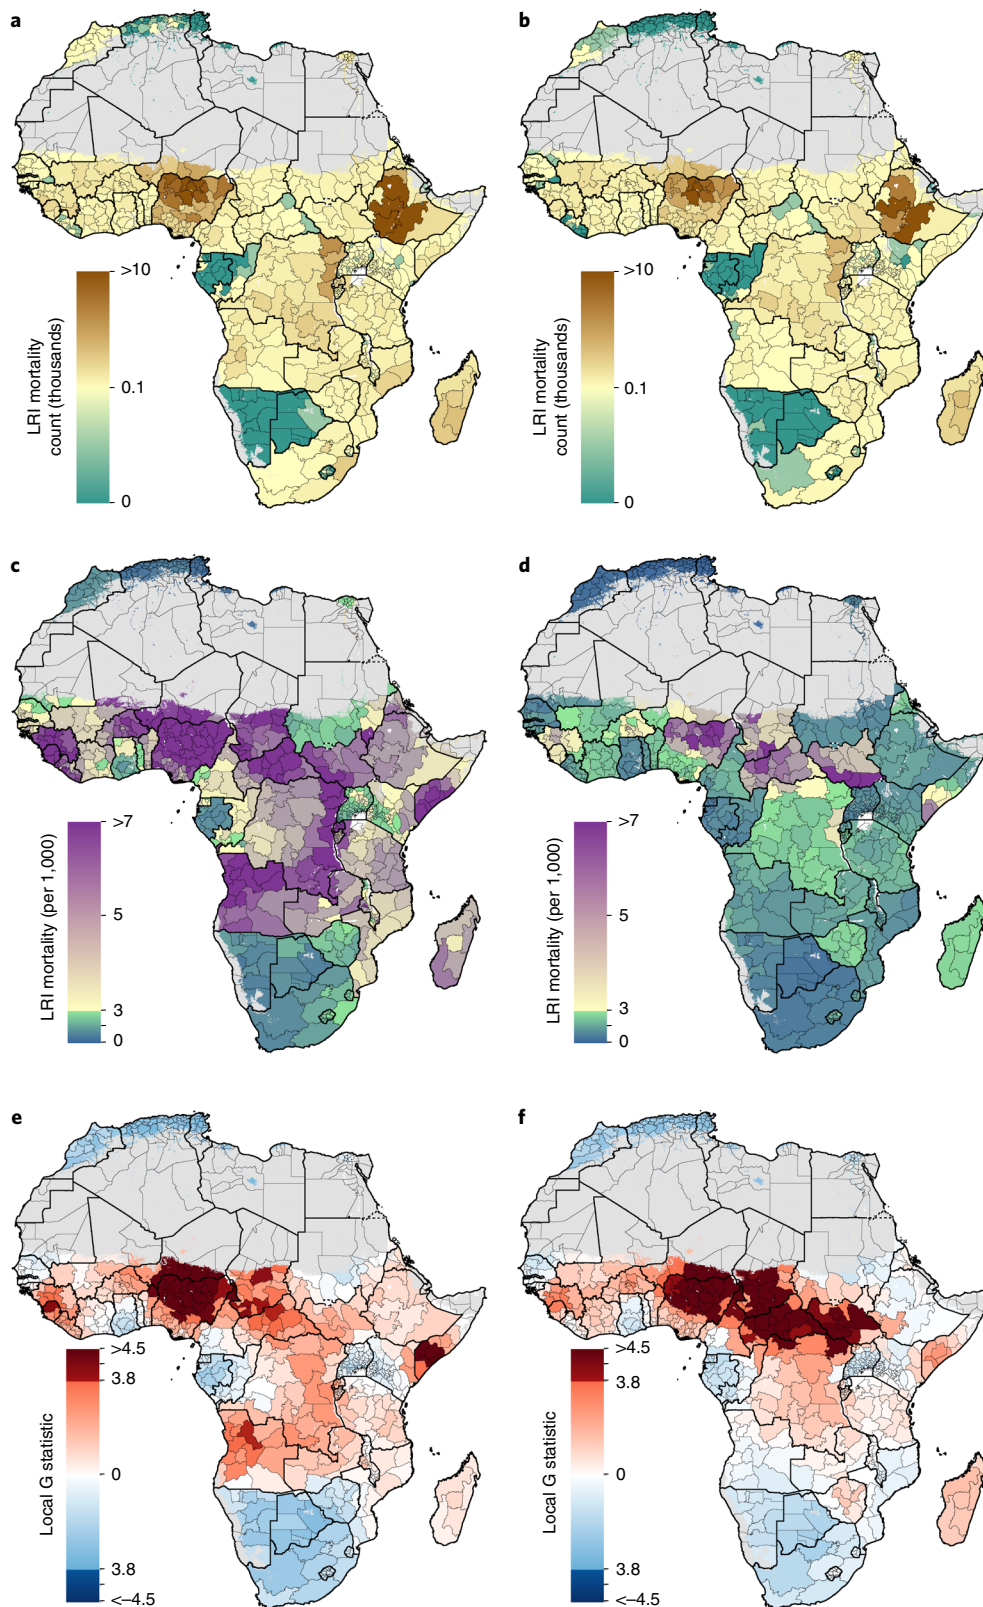 a
b
>10
0.1
0
LRI mortality
count (thousands)
>10
0.1
0
LRI mortality
count (thousands)
c
d
>7
5
3
0
LRI mortality (per 1,000)
>7
5
3
0
LRI mortality (per 1,000)
e
f
>4.5
3.8
0
3.8
<–4.5
Local G statistic
>4.5
3.8
0
3.8
<–4.5
Local G statistic